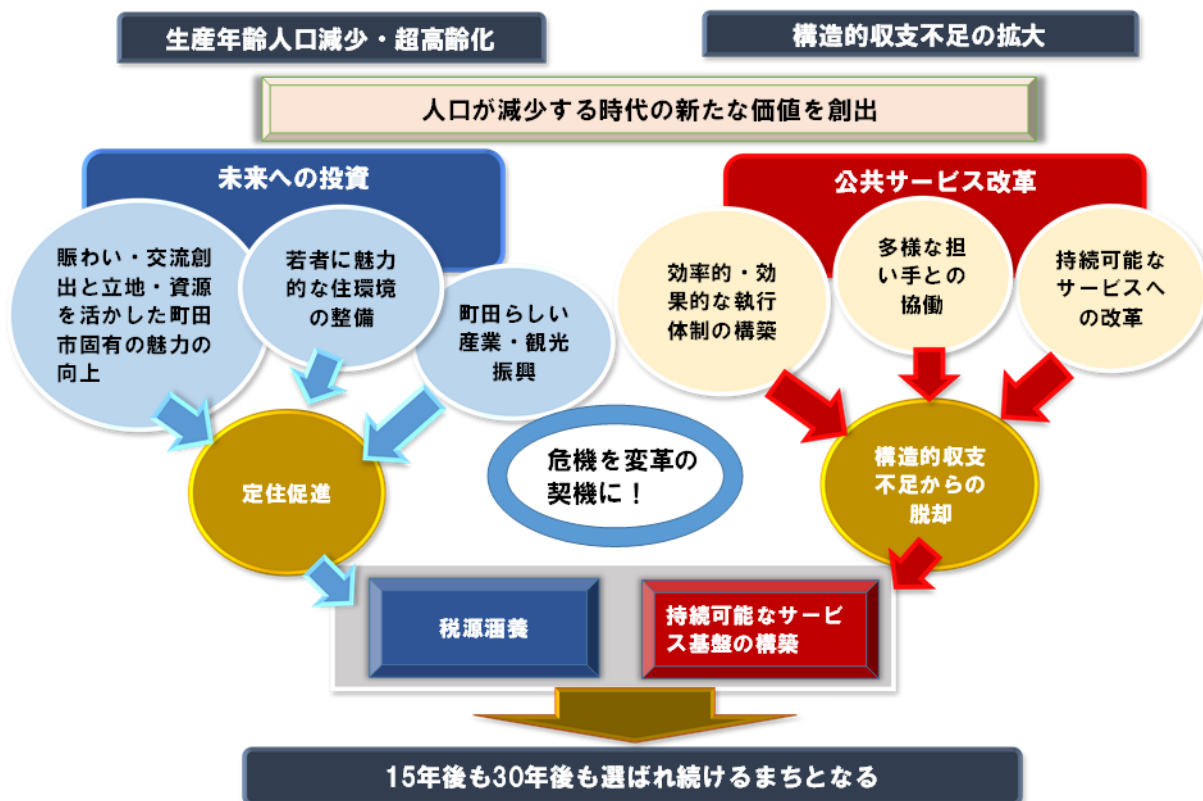 生産年齢人口減少・超高齢化
構造的収支不足の拡大
人口が減少する時代の新たな価値を創出
未来への投資
賑わい・交流創
出と立地・資源
を活かした町田
市固有の魅力の
向上
若者に魅力
的な住環境
の整備
町田らしい
産業・観光
振興
定住促進
公共サービス改革
効率的・効
果的な執行
体制の構築
多様な担
い手との
協働
持続可能な
サービスへ
の改革
構造的収支
不足からの
脱却
危機を変革の
契機に！
税源涵養
持続可能なサービ
ス基盤の構築
15年後も30年後も選ばれ続けるまちとなる